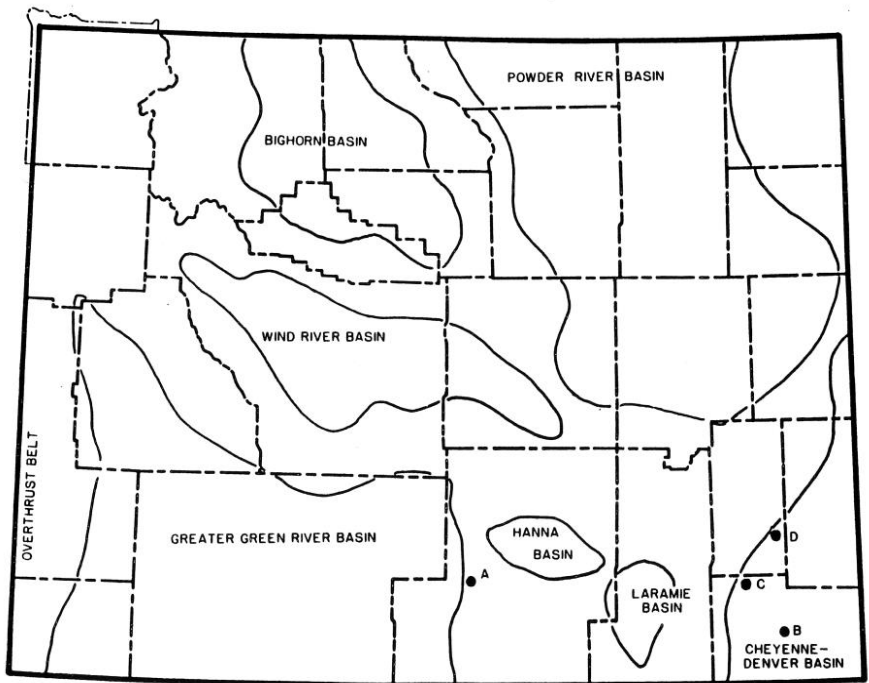 POWDER RIVER BASIN
BIGHORN BASIN
WIND RIVER BASIN
OVERTHRUST BELT
GREATER GREEN RIVER BASIN
HANNA
BASIN
A
LARAMIE
BASIN
D
C
B
CHEYENNE–
DENVER BASIN